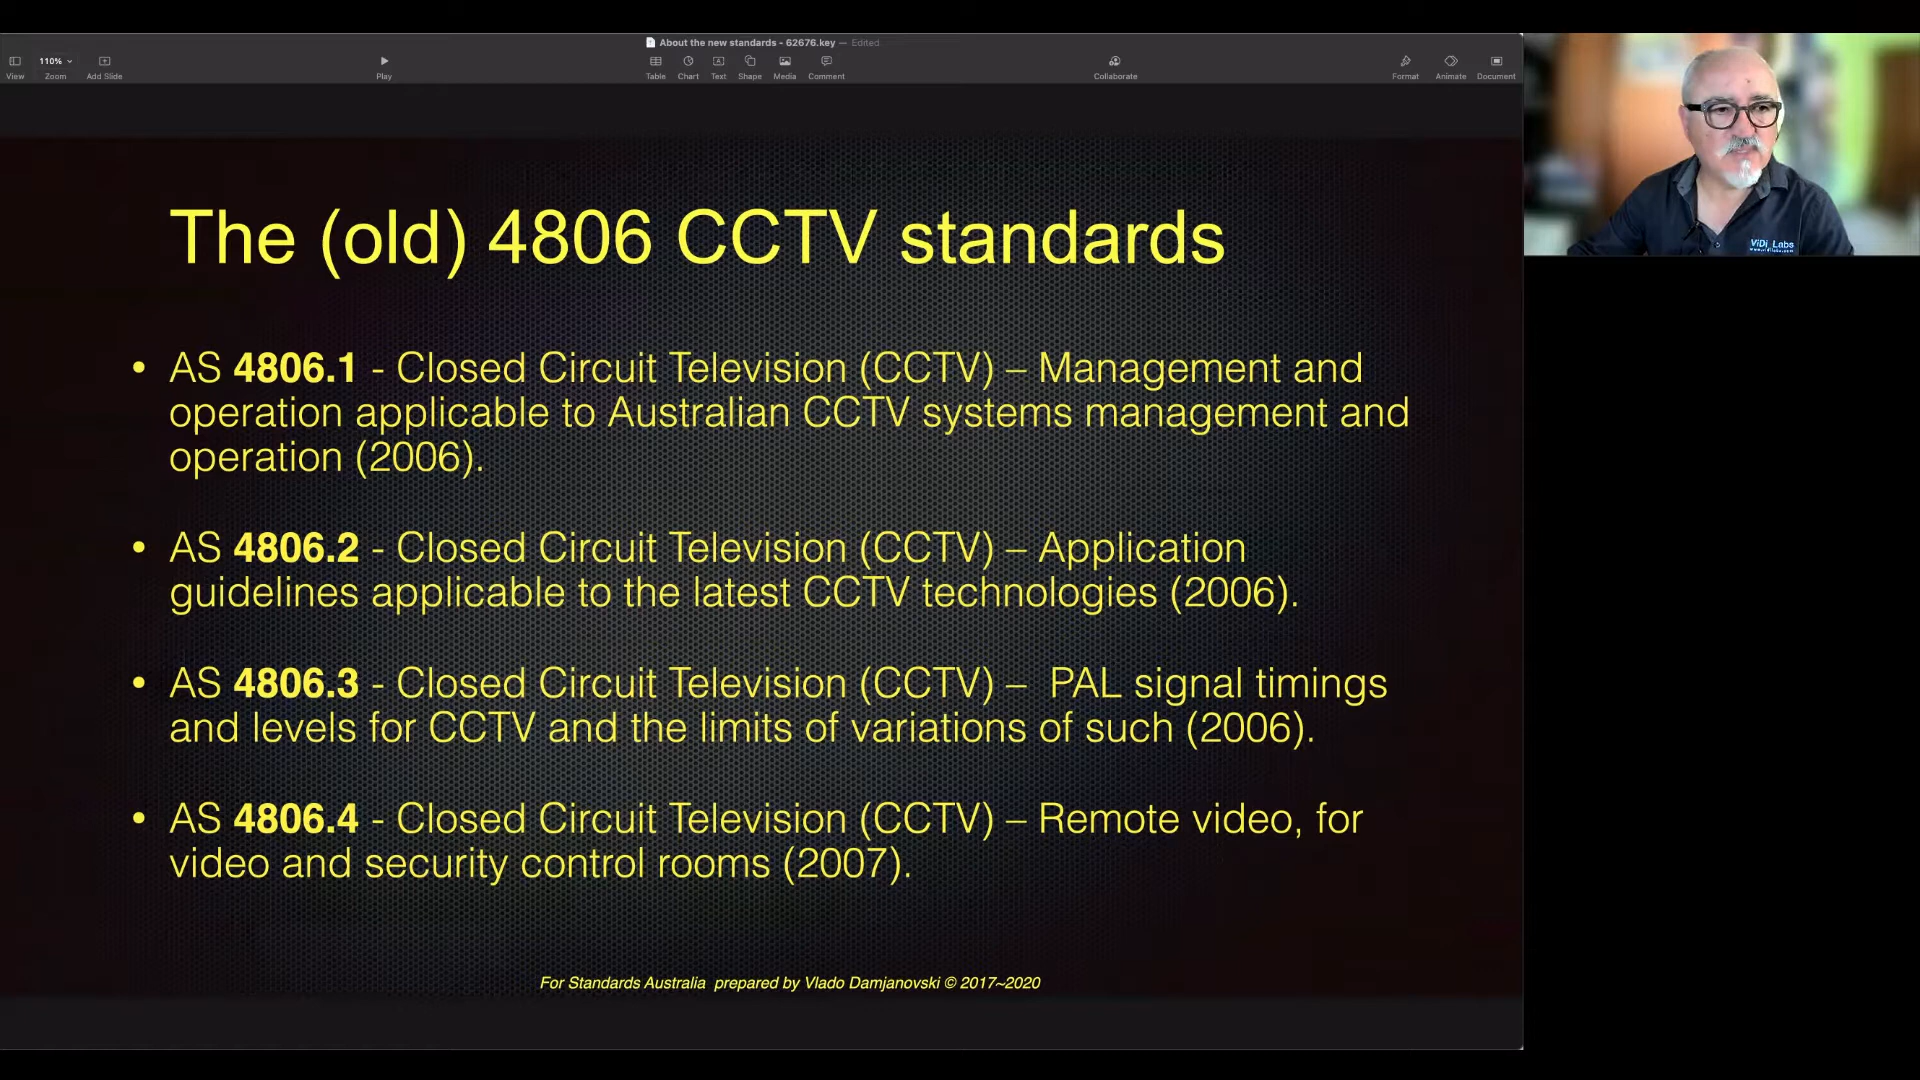 About the new standards - 62676.key — Edited
110%
View Zoom Add Slide Play Table Chart Text Shape Media Comment Collaborate Format Animate Document
ViDi Labs
The (old) 4806 CCTV standards
• AS 4806.1 - Closed Circuit Television (CCTV) – Management and
operation applicable to Australian CCTV systems management and
operation (2006).
• AS 4806.2 - Closed Circuit Television (CCTV) – Application
guidelines applicable to the latest CCTV technologies (2006).
• AS 4806.3 - Closed Circuit Television (CCTV) – PAL signal timings
and levels for CCTV and the limits of variations of such (2006).
• AS 4806.4 - Closed Circuit Television (CCTV) – Remote video, for
video and security control rooms (2007).
For Standards Australia prepared by Vlado Damjanovski © 2017~2020